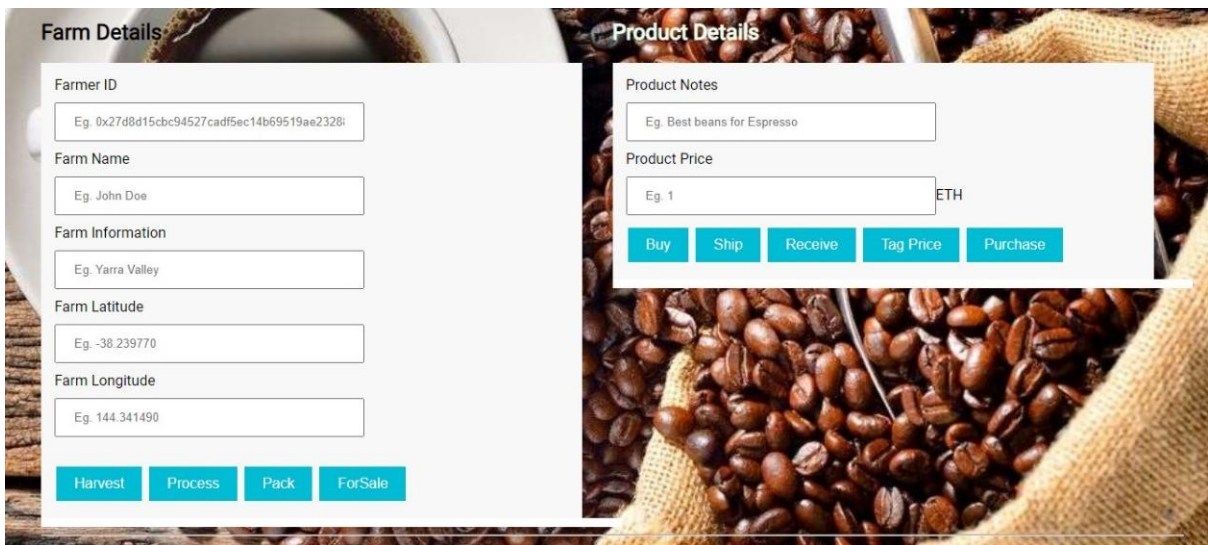 Farm Details
Farmer ID
Eg. 0x27d8d15cbc94527cadf5ec14b69519ae2328
Farm Name
Eg. John Doe
Farm Information
Eg. Yarra Valley
Farm Latitude
Eg. -38.239770
Farm Longitude
Eg. 144.341490
Harvest Process Pack ForSale
Product Details
Product Notes
Eg. Best beans for Espresso
Product Price
Eg. 1 ETH
Buy Ship Receive Tag Price Purchase